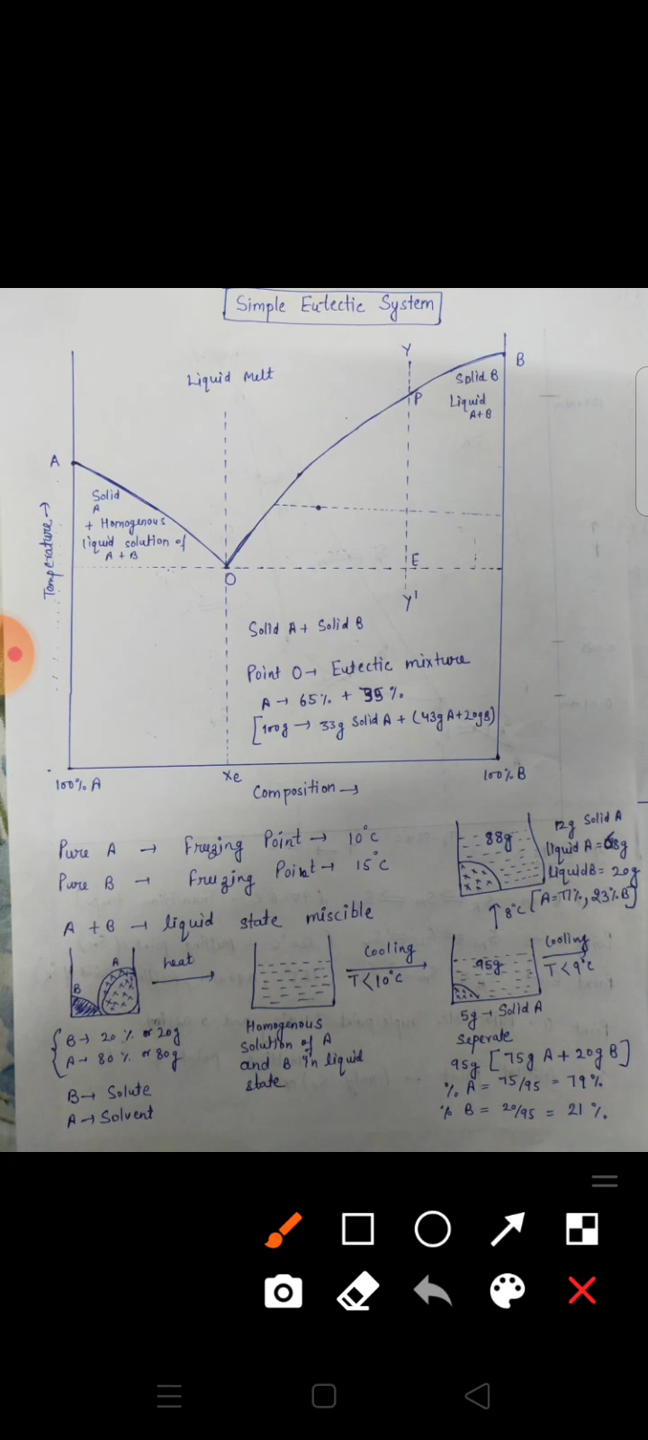 Simple Eutectic System
Y
B
Liquid Melt
Solid B
P
Liquid
A+B
A
Solid
A
+ Homogenous
liquid solution of
A + B
Temperature →
O
E
Y'
Solid A + Solid B
Point O → Eutectic mixture
A → 65% + 35%
[100g → 33g Solid A + (43g A+20gB)
100% A
Xe
100% B
Composition →
Pure A → Frezing Point → 10°C
Pure B → Frezing Point → 15°C
A + B → liquid state miscible
88g
12g Solid A
liquid A = 68g
liquid B = 20g
↑ 8°C [A=77%, 23% B]
B
A
heat
Cooling
T<10°C
95g
Cooling
T<9°C
{ B → 20 % or 20g
A → 80 % or 80g
B → Solute
A → Solvent
Homogenous
Solution of A
and B in liquid
state
5g → Solid A
Seperate
95g [75g A + 20g B]
% A = 75/95 = 79%
% B = 20/95 = 21 %